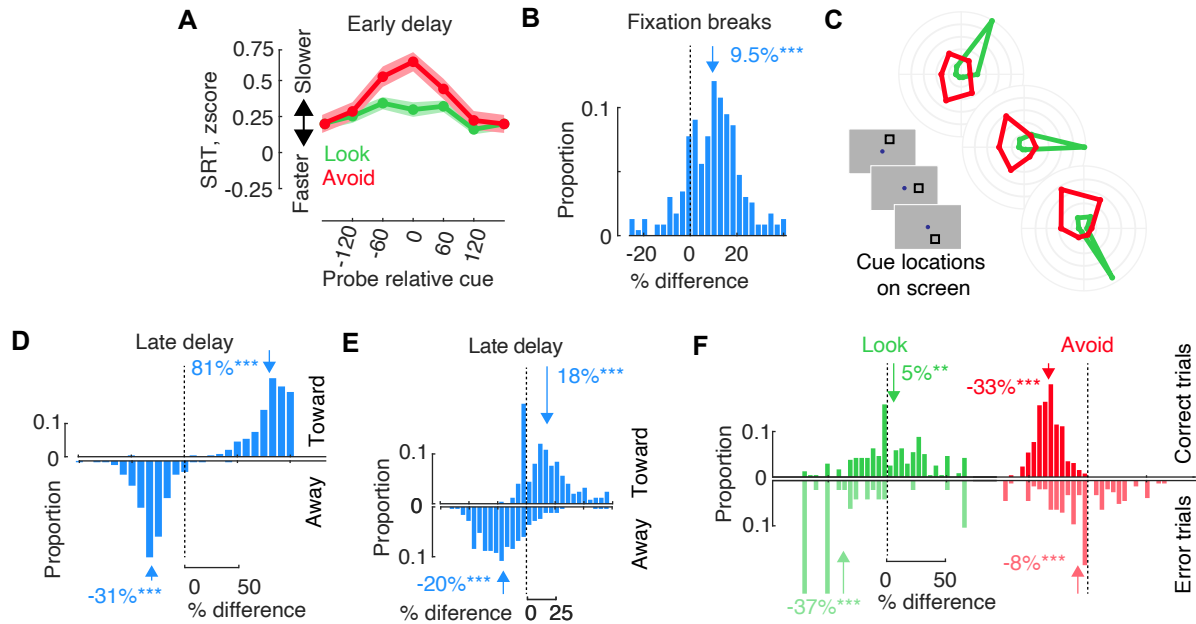 A
Early delay
SRT, zscore
0.75
0.50
0.25
0
-0.25
Slower
Faster
Look
Avoid
-120
-60
0
60
120
Probe relative cue
B
Fixation breaks
9.5%***
Proportion
0.1
0
-20 0 20
% difference
C
Cue locations
on screen
D
Late delay
81%***
Toward
0.1
0
Away
Proportion
-31%***
0 50
% difference
E
Late delay
18%***
Toward
0.1
0
Away
0.1
Proportion
-20%***
% difference
0 25
F
Look
Avoid
5%**
-33%***
Correct trials
0.1
0
0.1
Proportion
Error trials
-37%***
-8%***
0 50
% difference